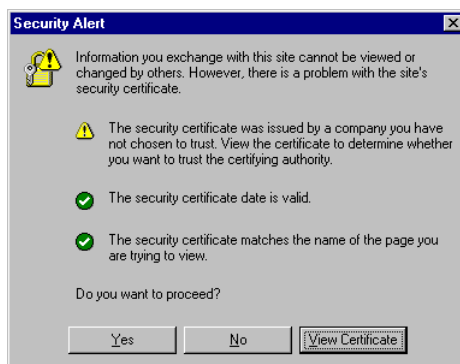 Security Alert
Information you exchange with this site cannot be viewed or
changed by others. However, there is a problem with the site's
security certificate.
The security certificate was issued by a company you have
not chosen to trust. View the certificate to determine whether
you want to trust the certifying authority.
The security certificate date is valid.
The security certificate matches the name of the page you
are trying to view.
Do you want to proceed?
Yes No View Certificate